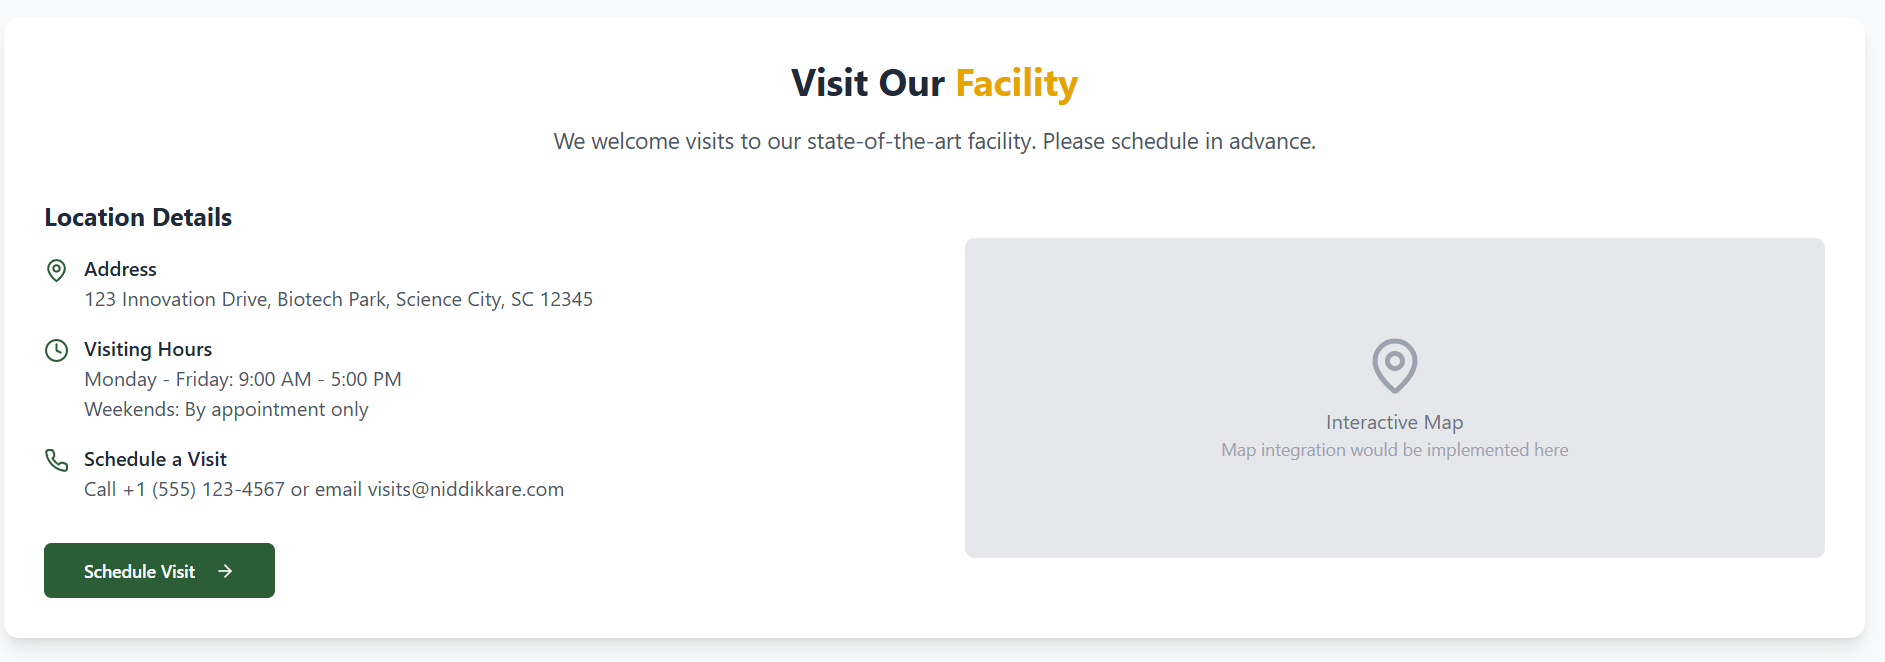 Visit Our Facility
We welcome visits to our state-of-the-art facility. Please schedule in advance.
Location Details
Address
123 Innovation Drive, Biotech Park, Science City, SC 12345
Visiting Hours
Monday - Friday: 9:00 AM - 5:00 PM
Weekends: By appointment only
Schedule a Visit
Call +1 (555) 123-4567 or email visits@niddikkare.com
Schedule Visit
Interactive Map
Map integration would be implemented here